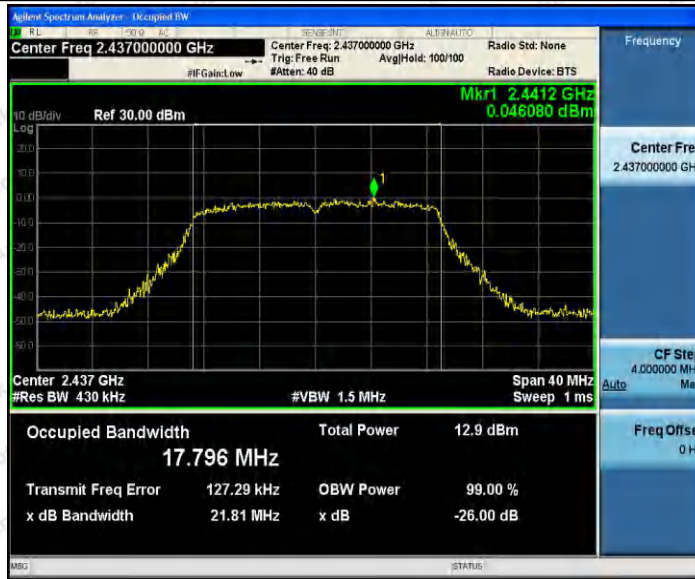 Agilent Spectrum Analyzer - Occupied BW
RL RF 50 Ω AC SENSE:INT ALIGNAUTO
Center Freq 2.437000000 GHz
Center Freq: 2.437000000 GHz
Radio Std: None
Trig: Free Run Avg|Hold: 100/100
#IFGain:Low
#Atten: 40 dB
Radio Device: BTS
Mkr1 2.4412 GHz
0.046080 dBm
10 dB/div Ref 30.00 dBm
Log
20.0
10.0
0.00
-10.0
-20.0
-30.0
-40.0
-50.0
-60.0
1
Center 2.437 GHz
Span 40 MHz
#Res BW 430 kHz
#VBW 1.5 MHz
Sweep 1 ms
Occupied Bandwidth
Total Power 12.9 dBm
17.796 MHz
Transmit Freq Error 127.29 kHz
OBW Power 99.00 %
x dB Bandwidth 21.81 MHz
x dB -26.00 dB
MSG
STATUS
Frequency
Center Fre
2.437000000 GH
CF Ste
4.000000 MH
Auto Ma
Freq Offse
0 H